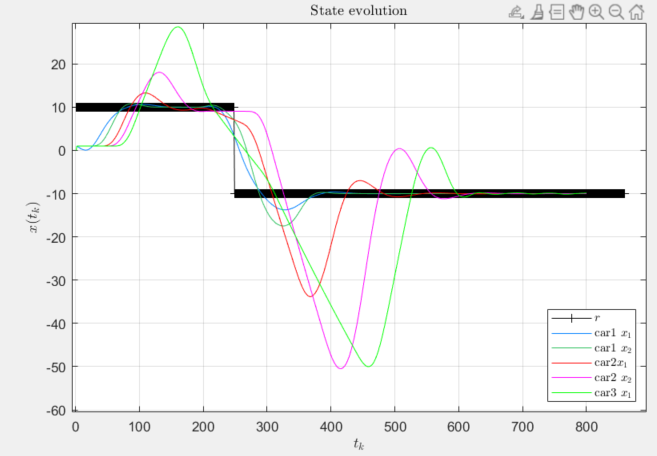 State evolution
20
10
0
-10
-20
-30
-40
-50
-60
x(t_k)
0 100 200 300 400 500 600 700 800
t_k
r
car1 x_1
car1 x_2
car2x_1
car2 x_2
car3 x_1